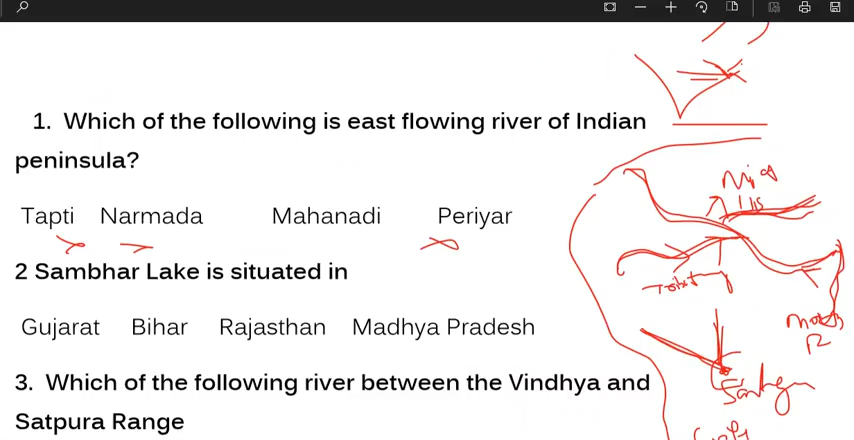 1. Which of the following is east flowing river of Indian
peninsula?
Tapti Narmada Mahanadi Periyar
2 Sambhar Lake is situated in
Gujarat Bihar Rajasthan Madhya Pradesh
3. Which of the following river between the Vindhya and
Satpura Range